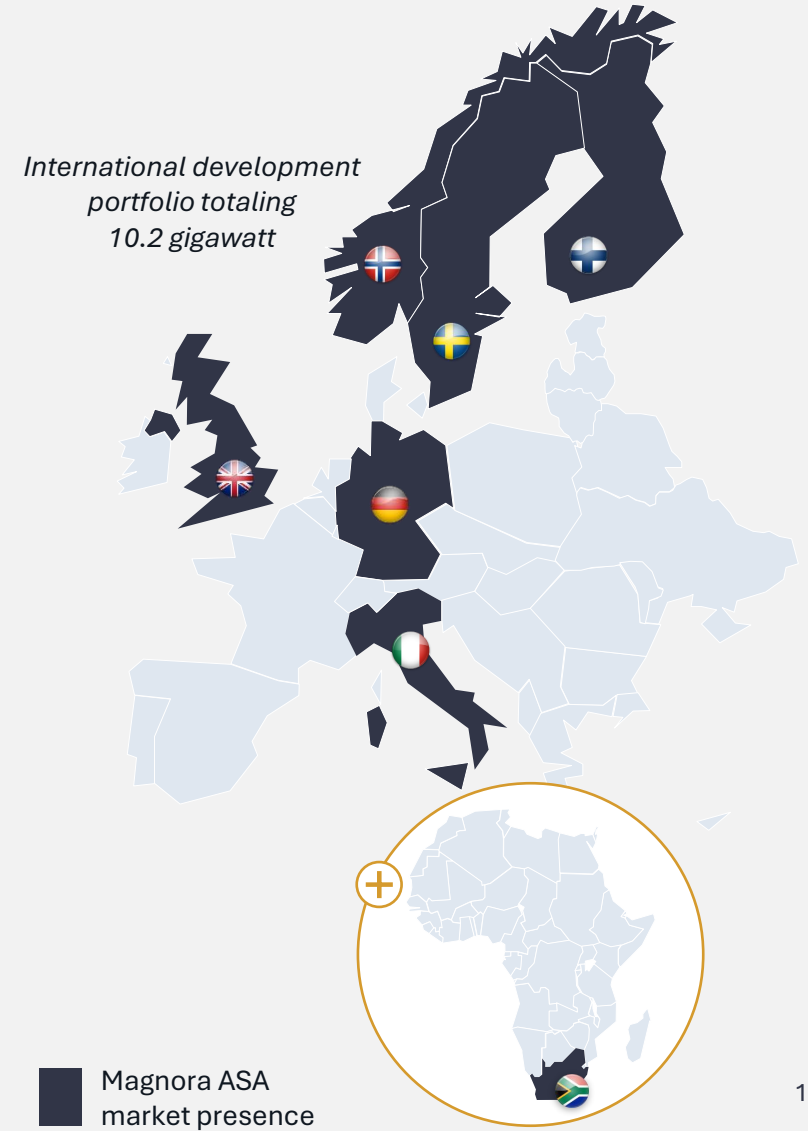 International development
portfolio totaling
10.2 gigawatt
Magnora ASA
market presence
1